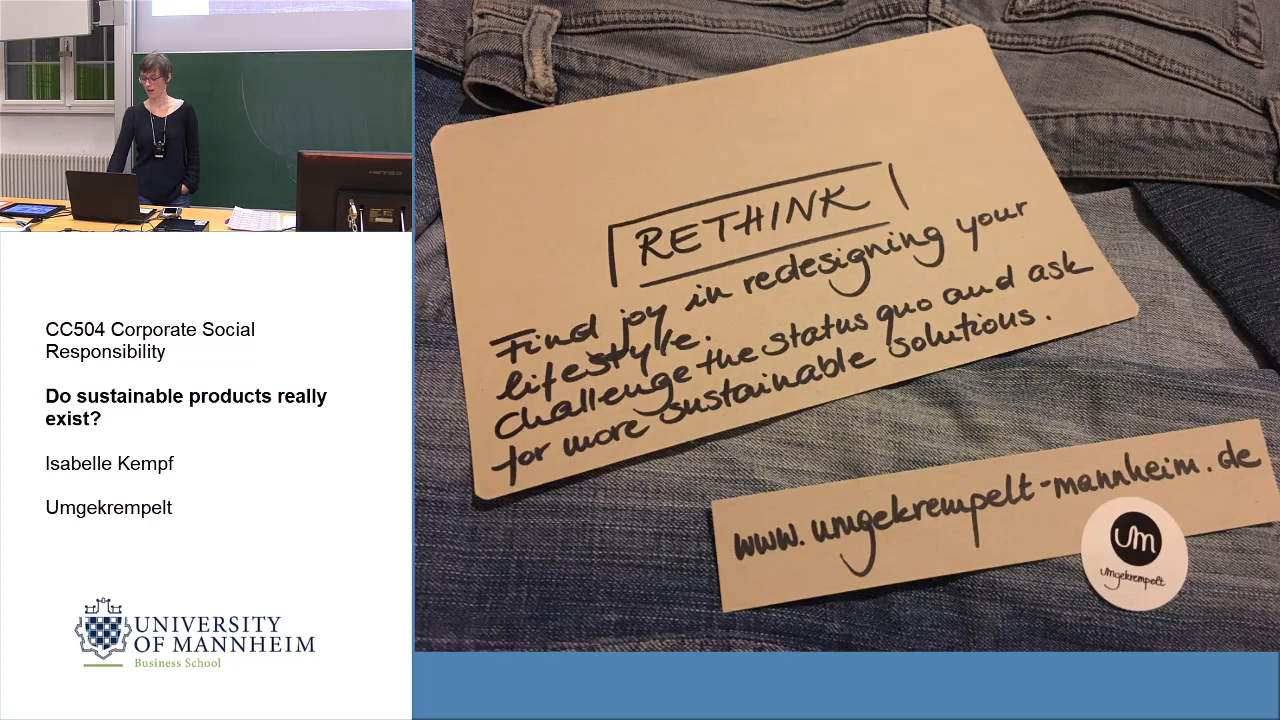 CC504 Corporate Social
Responsibility
Do sustainable products really
exist?
Isabelle Kempf
Umgekrempelt
UNIVERSITY
OF MANNHEIM
Business School
RETHINK
Find joy in redesigning your
lifestyle.
Challenge the status quo and ask
for more sustainable solutions.
www.umgekrempelt-mannheim.de
um
umgekrempelt